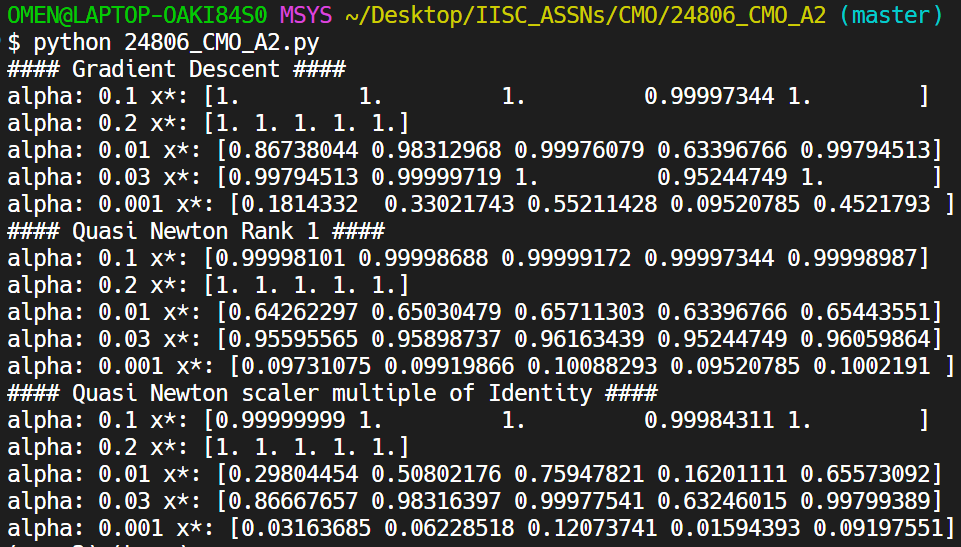 OMEN@LAPTOP-OAKI84S0 MSYS ~/Desktop/IISC_ASSNs/CMO/24806_CMO_A2 (master)
$ python 24806_CMO_A2.py
#### Gradient Descent ####
alpha: 0.1 x*: [1.         1.         1.         0.99997344 1.        ]
alpha: 0.2 x*: [1. 1. 1. 1. 1.]
alpha: 0.01 x*: [0.86738044 0.98312968 0.99976079 0.63396766 0.99794513]
alpha: 0.03 x*: [0.99794513 0.99999719 1.         0.95244749 1.        ]
alpha: 0.001 x*: [0.1814332  0.33021743 0.55211428 0.09520785 0.4521793 ]
#### Quasi Newton Rank 1 ####
alpha: 0.1 x*: [0.99998101 0.99998688 0.99999172 0.99997344 0.99998987]
alpha: 0.2 x*: [1. 1. 1. 1. 1.]
alpha: 0.01 x*: [0.64262297 0.65030479 0.65711303 0.63396766 0.65443551]
alpha: 0.03 x*: [0.95595565 0.95898737 0.96163439 0.95244749 0.96059864]
alpha: 0.001 x*: [0.09731075 0.09919866 0.10088293 0.09520785 0.1002191 ]
#### Quasi Newton scaler multiple of Identity ####
alpha: 0.1 x*: [0.99999999 1.         1.         0.99984311 1.        ]
alpha: 0.2 x*: [1. 1. 1. 1. 1.]
alpha: 0.01 x*: [0.29804454 0.50802176 0.75947821 0.16201111 0.65573092]
alpha: 0.03 x*: [0.86667657 0.98316397 0.99977541 0.63246015 0.99799389]
alpha: 0.001 x*: [0.03163685 0.06228518 0.12073741 0.01594393 0.09197551]